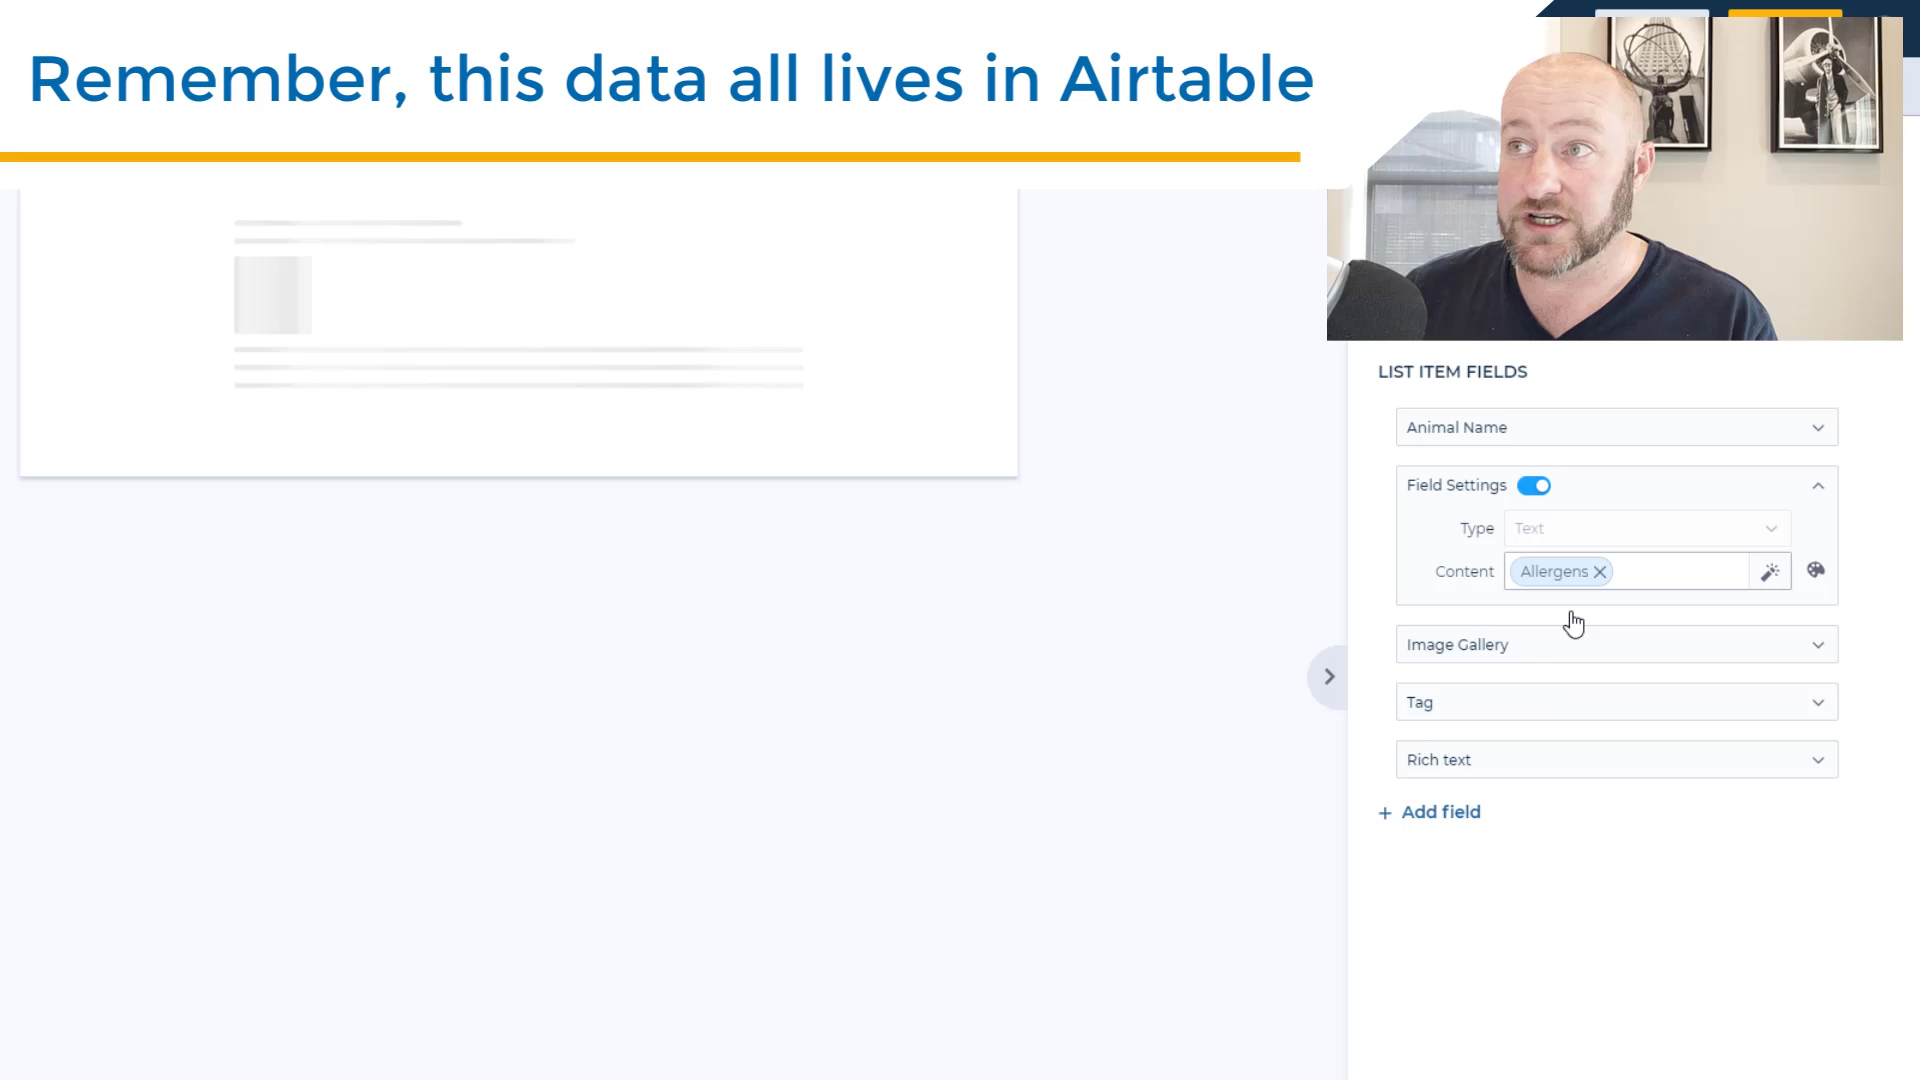 Remember, this data all lives in Airtable
LIST ITEM FIELDS
Animal Name
Field Settings
Type Text
Content Allergens
Image Gallery
Tag
Rich text
+ Add field